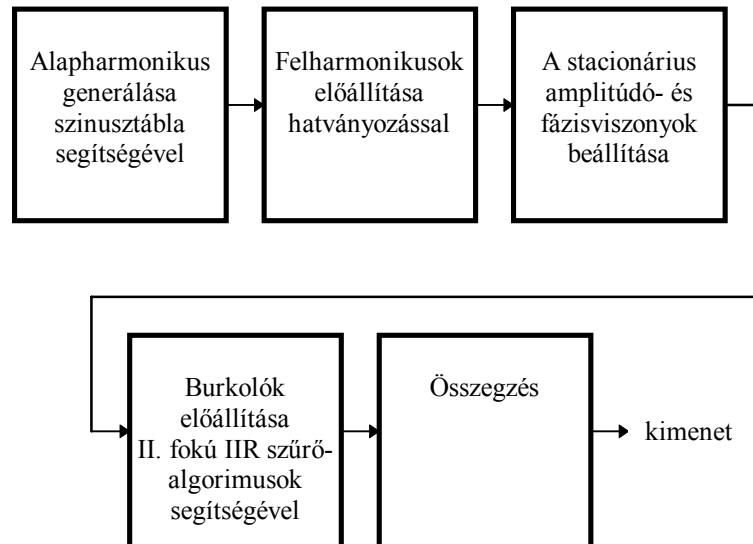 Alapharmonikus
generálása
szinusztábla
segítségével
Felharmonikusok
előállítása
hatványozással
A stacionárius
amplitúdó- és
fázisviszonyok
beállítása
Burkolók
előállítása
II. fokú IIR szűrő-
algorimusok
segítségével
Összegzés
kimenet